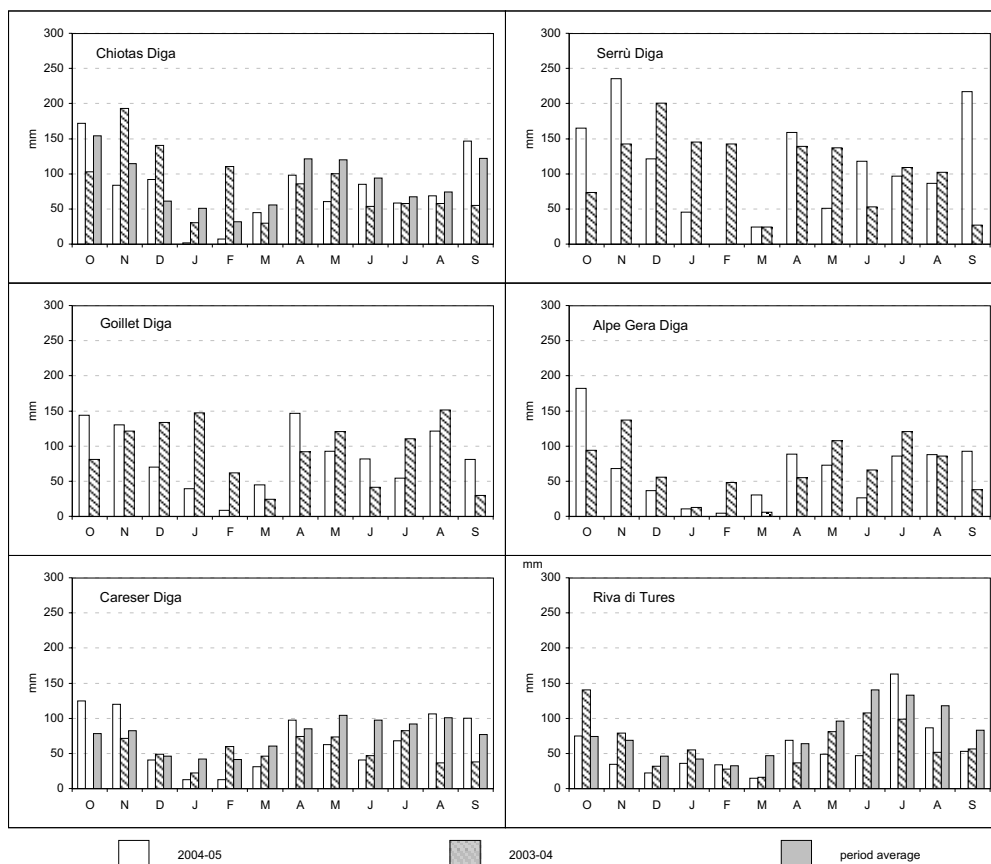 Chiotas Diga
300
250
200
150
100
50
0
mm
O N D J F M A M J J A S
Serrù Diga
300
250
200
150
100
50
0
mm
O N D J F M A M J J A S
Goillet Diga
300
250
200
150
100
50
0
mm
O N D J F M A M J J A S
Alpe Gera Diga
300
250
200
150
100
50
0
mm
O N D J F M A M J J A S
Careser Diga
300
250
200
150
100
50
0
mm
O N D J F M A M J J A S
mm
Riva di Tures
300
250
200
150
100
50
0
mm
O N D J F M A M J J A S
2004-05 2003-04 period average